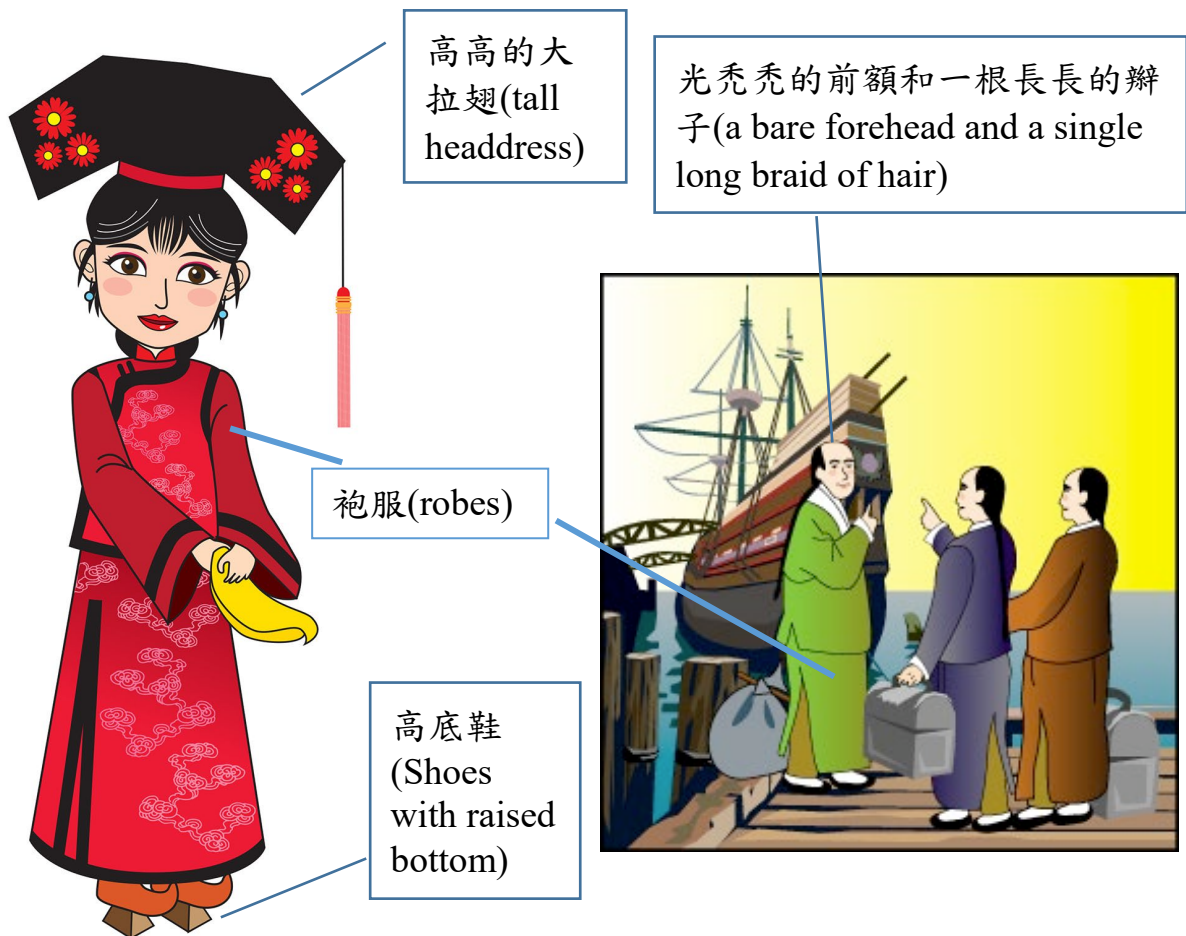 高高的大
拉翅(tall
headdress)
光禿禿的前額和一根長長的辮
子(a bare forehead and a single
long braid of hair)
袍服(robes)
高底鞋
(Shoes
with raised
bottom)